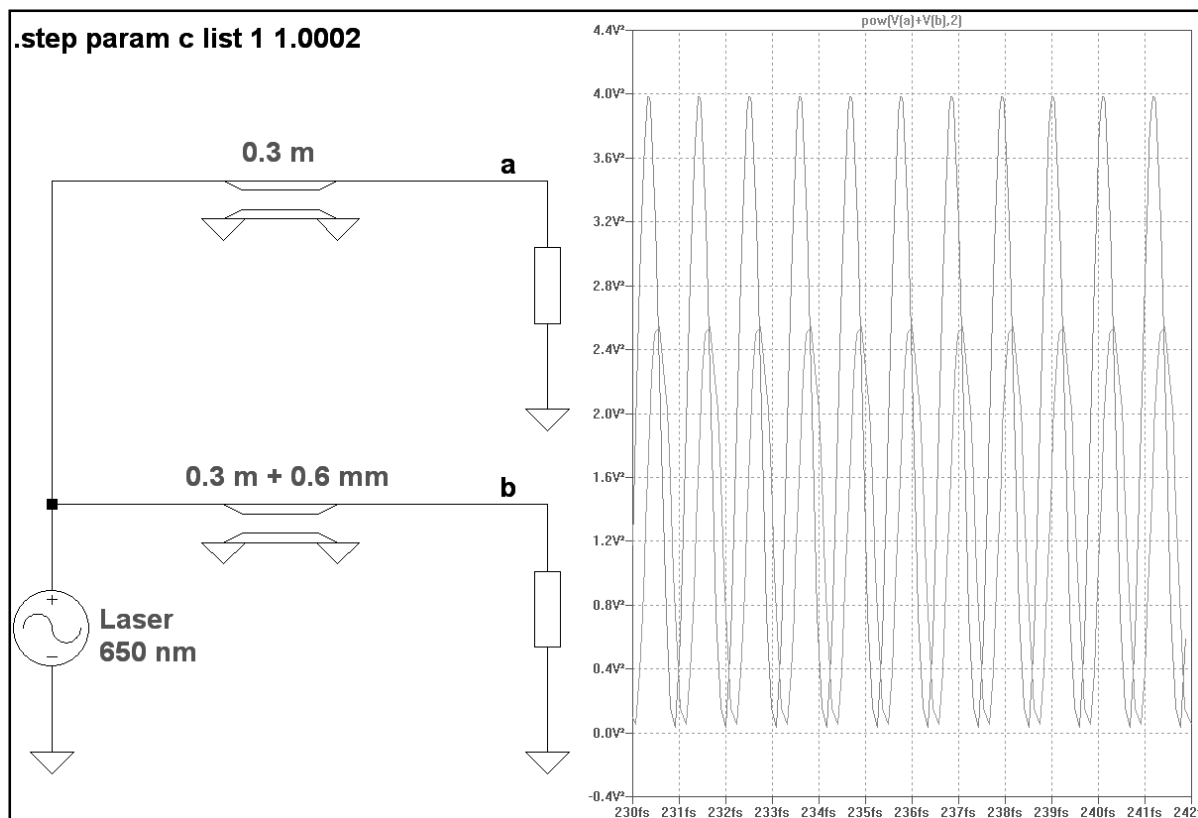 .step param c list 1 1.0002
0.3 m
a
0.3 m + 0.6 mm
b
+
−
Laser
650 nm
pow(V(a)+V(b),2)
4.4V²
4.0V²
3.6V²
3.2V²
2.8V²
2.4V²
2.0V²
1.6V²
1.2V²
0.8V²
0.4V²
0.0V²
-0.4V²
230fs 231fs 232fs 233fs 234fs 235fs 236fs 237fs 238fs 239fs 240fs 241fs 242